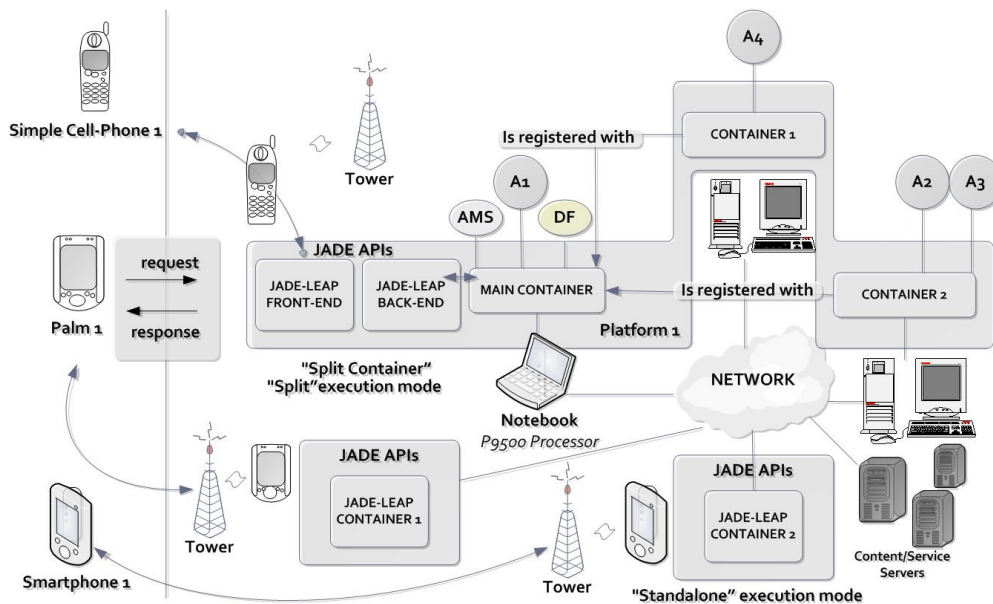 A4
Simple Cell-Phone 1
Is registered with
CONTAINER 1
Tower
A1
A2
A3
AMS
DF
JADE APIs
request
JADE-LEAP
FRONT-END
JADE-LEAP
BACK-END
MAIN CONTAINER
Is registered with
CONTAINER 2
Palm 1
response
Platform 1
"Split Container"
"Split"execution mode
NETWORK
Notebook
P9500 Processor
JADE APIs
JADE APIs
JADE-LEAP
CONTAINER 1
JADE-LEAP
CONTAINER 2
Tower
Content/Service
Servers
Smartphone 1
Tower
"Standalone" execution mode